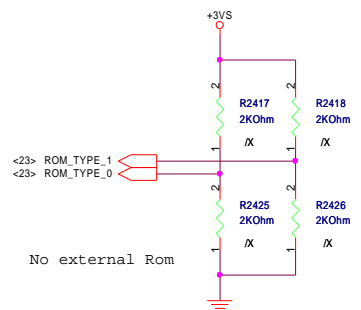 +3VS
2 2
R2417 R2418
2KOhm 2KOhm
1 /X 1 /X
<23> ROM_TYPE_1
<23> ROM_TYPE_0
2 2
R2425 R2426
2KOhm 2KOhm
1 /X 1 /X
No external Rom